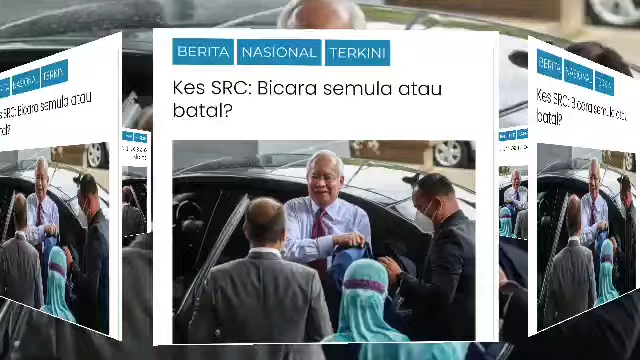 BERITA NASIONAL TERKINI
Kes SRC: Bicara semula atau
batal?